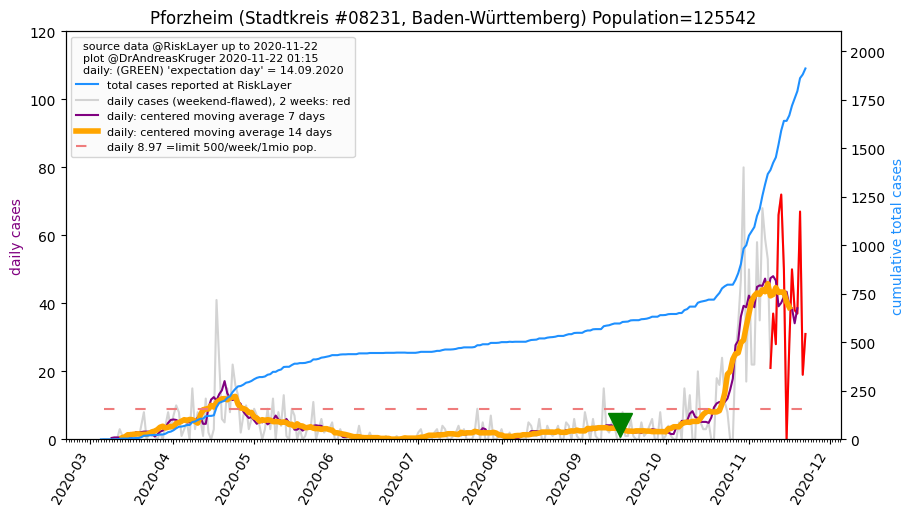 Pforzheim (Stadtkreis #08231, Baden-Württemberg) Population=125542
source data @RiskLayer up to 2020-11-22
plot @DrAndreasKruger 2020-11-22 01:15
daily: (GREEN) 'expectation day' = 14.09.2020
total cases reported at RiskLayer
daily cases (weekend-flawed), 2 weeks: red
daily: centered moving average 7 days
daily: centered moving average 14 days
daily 8.97 =limit 500/week/1mio pop.
daily cases
120
100
80
60
40
20
0
cumulative total cases
2000
1750
1500
1250
1000
750
500
250
0
2020-03
2020-04
2020-05
2020-06
2020-07
2020-08
2020-09
2020-10
2020-11
2020-12